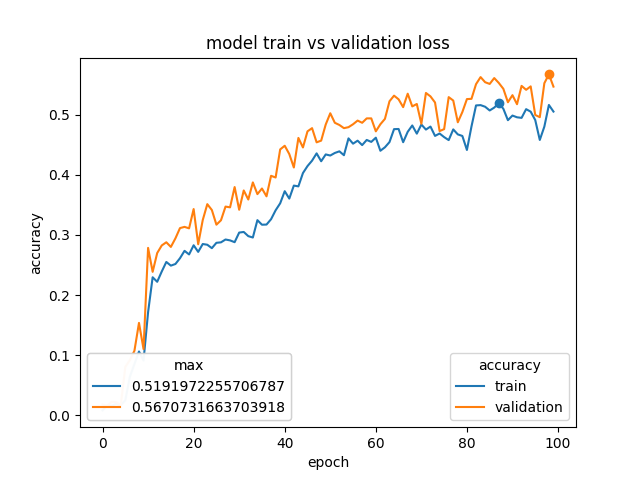 model train vs validation loss
accuracy
0.5
0.4
0.3
0.2
0.1
0.0
max
0.5191972255706787
0.5670731663703918
accuracy
train
validation
0
20
40
60
80
100
epoch